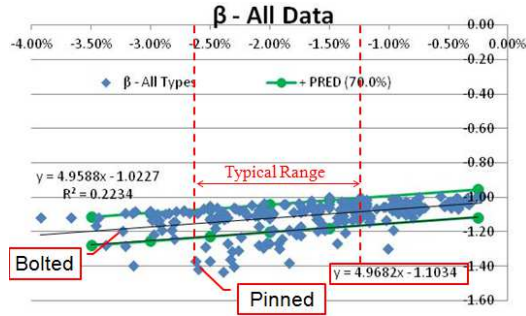 β - All Data
-4.00% -3.50% -3.00% -2.50% -2.00% -1.50% -1.00% -0.50% 0.00%
0.00
-0.20
-0.40
-0.60
-0.80
-1.00
-1.20
-1.40
-1.60
β - All Types
+ PRED (70.0%)
y = 4.9588x - 1.0227
R² = 0.2234
Typical Range
Bolted
Pinned
y = 4.9682x - 1.1034